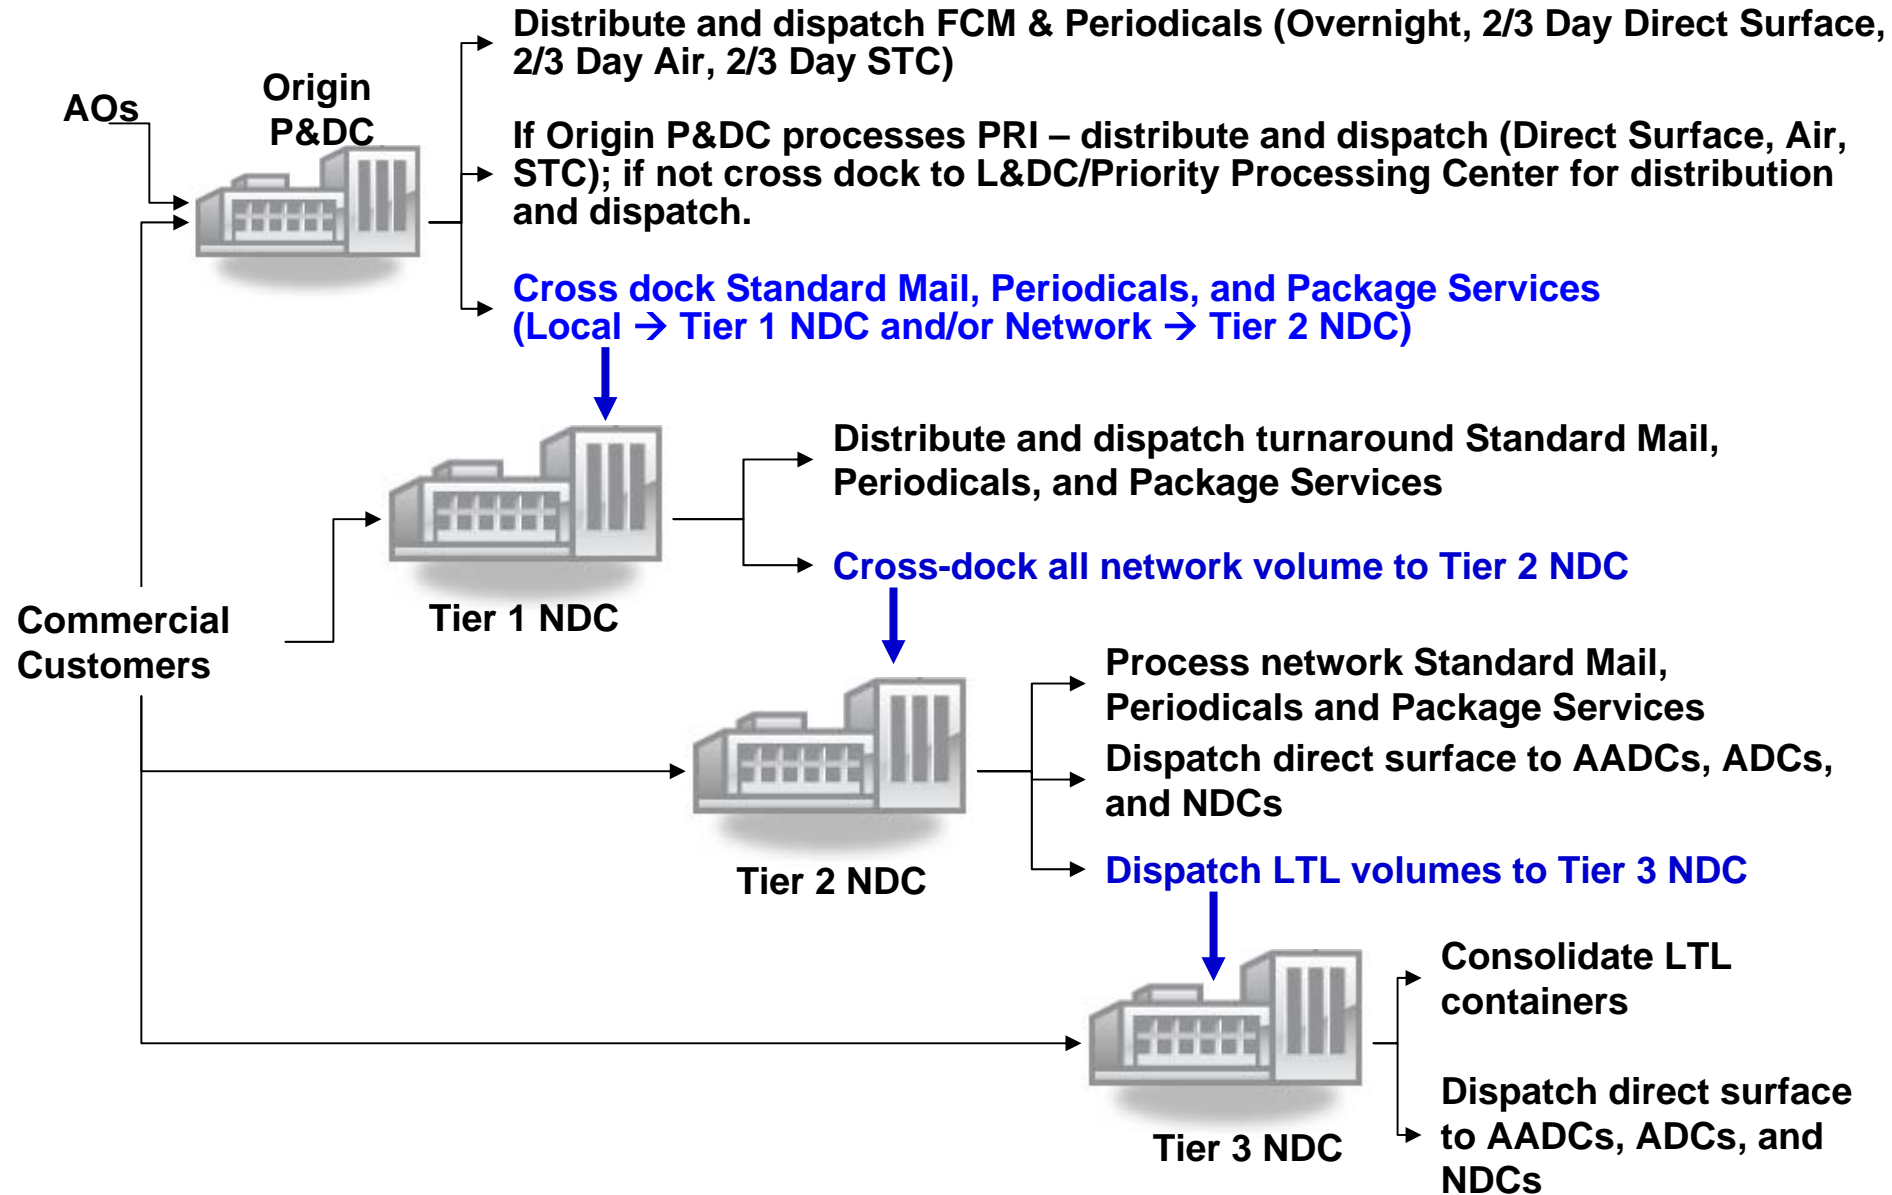 Distribute and dispatch FCM & Periodicals (Overnight, 2/3 Day Direct Surface,
2/3 Day Air, 2/3 Day STC)
AOs
Origin
P&DC
If Origin P&DC processes PRI – distribute and dispatch (Direct Surface, Air,
STC); if not cross dock to L&DC/Priority Processing Center for distribution
and dispatch.
Cross dock Standard Mail, Periodicals, and Package Services
(Local → Tier 1 NDC and/or Network → Tier 2 NDC)
Distribute and dispatch turnaround Standard Mail,
Periodicals, and Package Services
Cross-dock all network volume to Tier 2 NDC
Tier 1 NDC
Commercial
Customers
Process network Standard Mail,
Periodicals and Package Services
Dispatch direct surface to AADCs, ADCs,
and NDCs
Dispatch LTL volumes to Tier 3 NDC
Tier 2 NDC
Consolidate LTL
containers
Dispatch direct surface
to AADCs, ADCs, and
NDCs
Tier 3 NDC